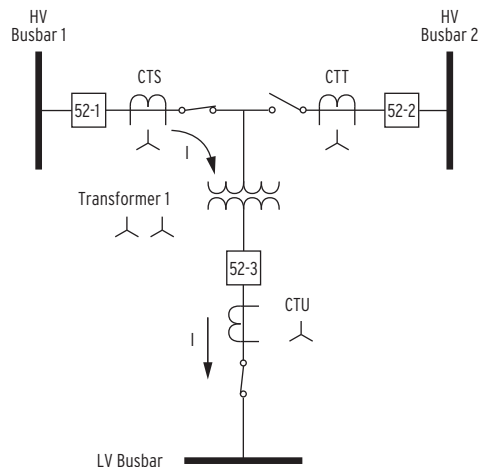 HV
Busbar 1
HV
Busbar 2
CTS
CTT
52-1
52-2
I
Transformer 1
52-3
CTU
I
LV Busbar